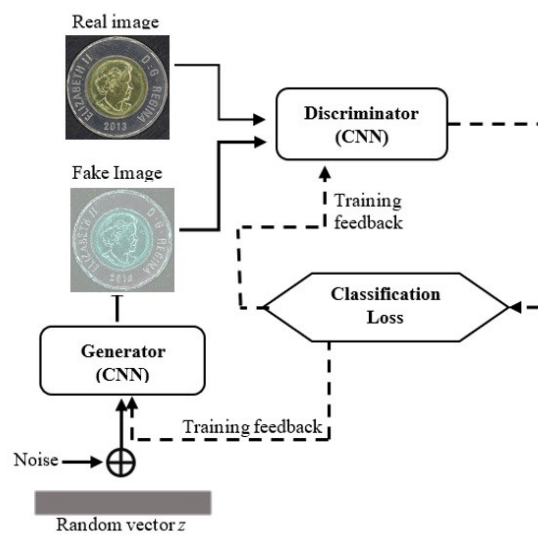 Real image
ELIZABETH II D·G·REGINA
2013
Discriminator
(CNN)
Fake Image
ELIZABETH II D·G·REGINA
Training
feedback
Classification
Loss
Generator
(CNN)
Training feedback
Noise
Random vector z